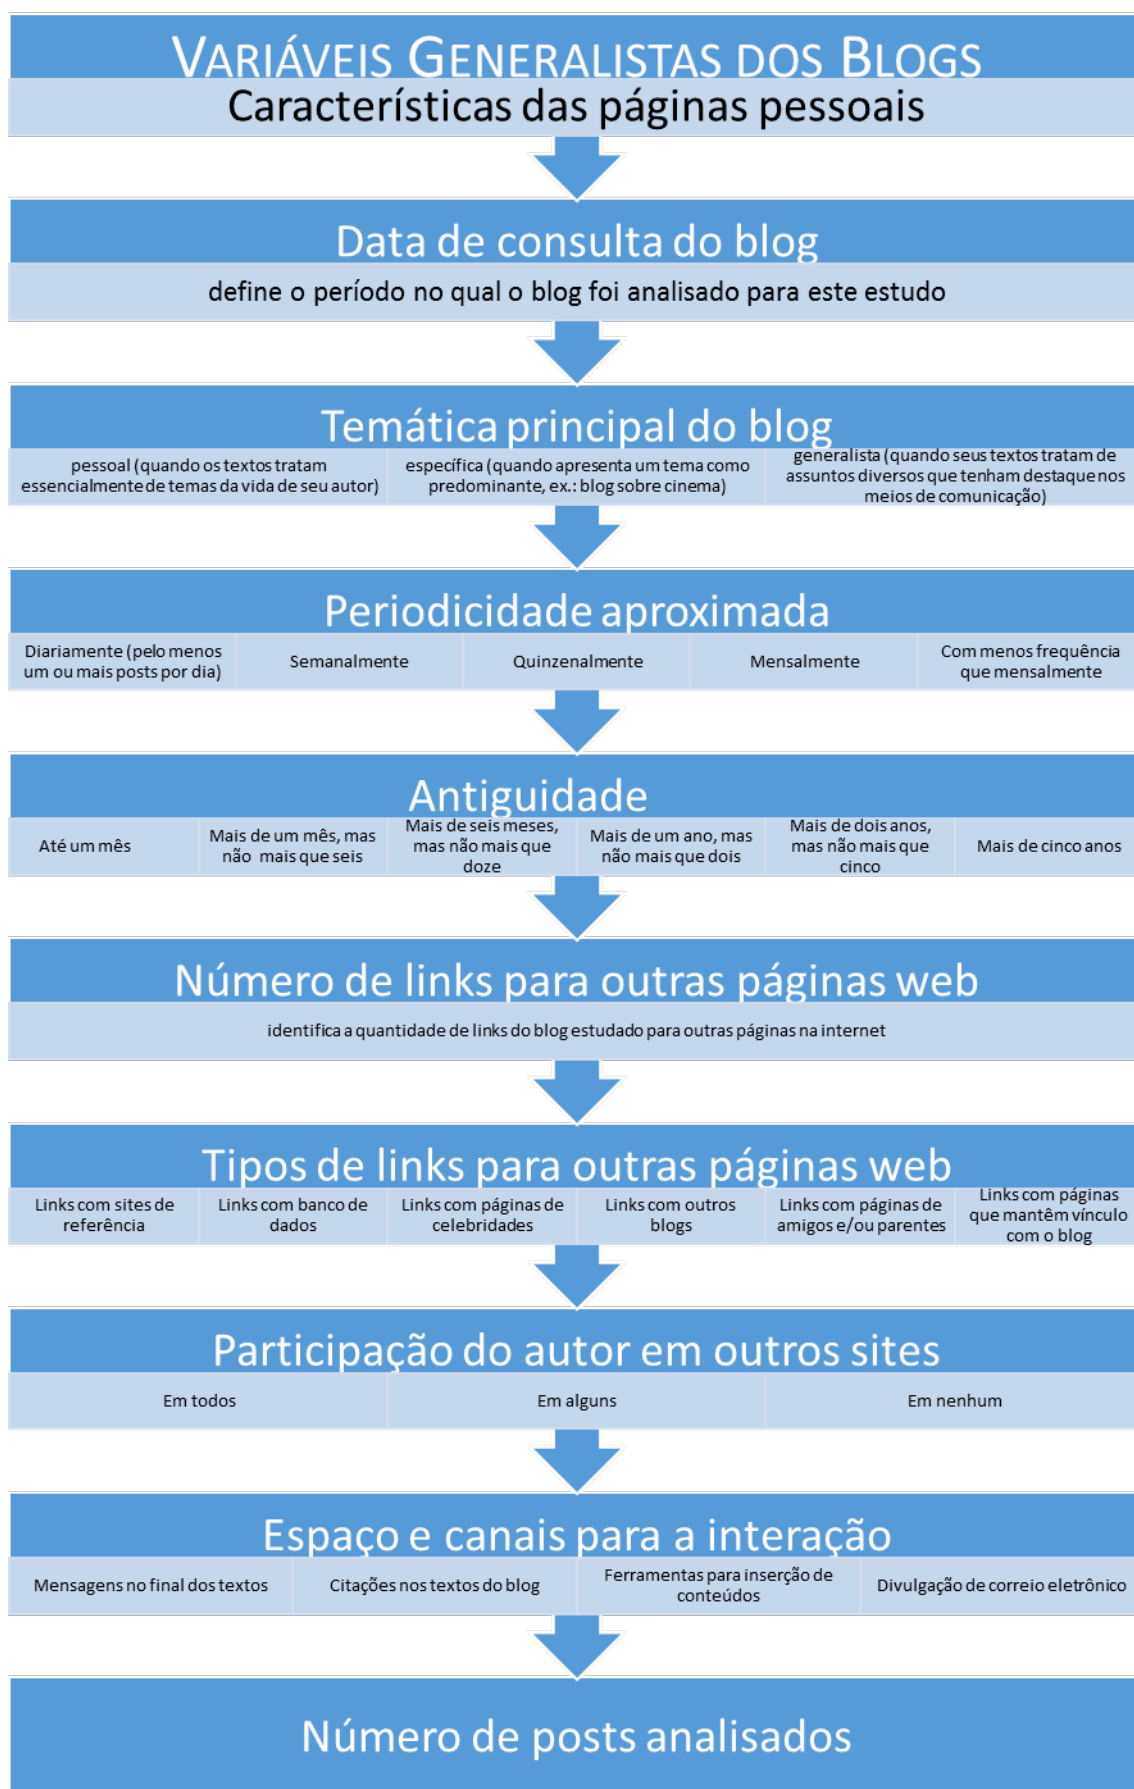 VARIÁVEIS GENERALISTAS DOS BLOGS
Características das páginas pessoais
Data de consulta do blog
define o período no qual o blog foi analisado para este estudo
Temática principal do blog
pessoal (quando os textos tratam
essencialmente de temas da vida de seu autor)
específica (quando apresenta um tema como
predominante, ex.: blog sobre cinema)
generalista (quando seus textos tratam de
assuntos diversos que tenham destaque nos
meios de comunicação)
Periodicidade aproximada
Diariamente (pelo menos
um ou mais posts por dia)
Semanalmente
Quinzenalmente
Mensalmente
Com menos frequência
que mensalmente
Antiguidade
Até um mês
Mais de um mês, mas
não mais que seis
Mais de seis meses,
mas não mais que
doze
Mais de um ano, mas
não mais que dois
Mais de dois anos,
mas não mais que
cinco
Mais de cinco anos
Número de links para outras páginas web
identifica a quantidade de links do blog estudado para outras páginas na internet
Tipos de links para outras páginas web
Links com sites de
referência
Links com banco de
dados
Links com páginas de
celebridades
Links com outros
blogs
Links com páginas de
amigos e/ou parentes
Links com páginas
que mantêm vínculo
com o blog
Participação do autor em outros sites
Em todos
Em alguns
Em nenhum
Espaço e canais para a interação
Mensagens no final dos textos
Citações nos textos do blog
Ferramentas para inserção de
conteúdos
Divulgação de correio eletrônico
Número de posts analisados